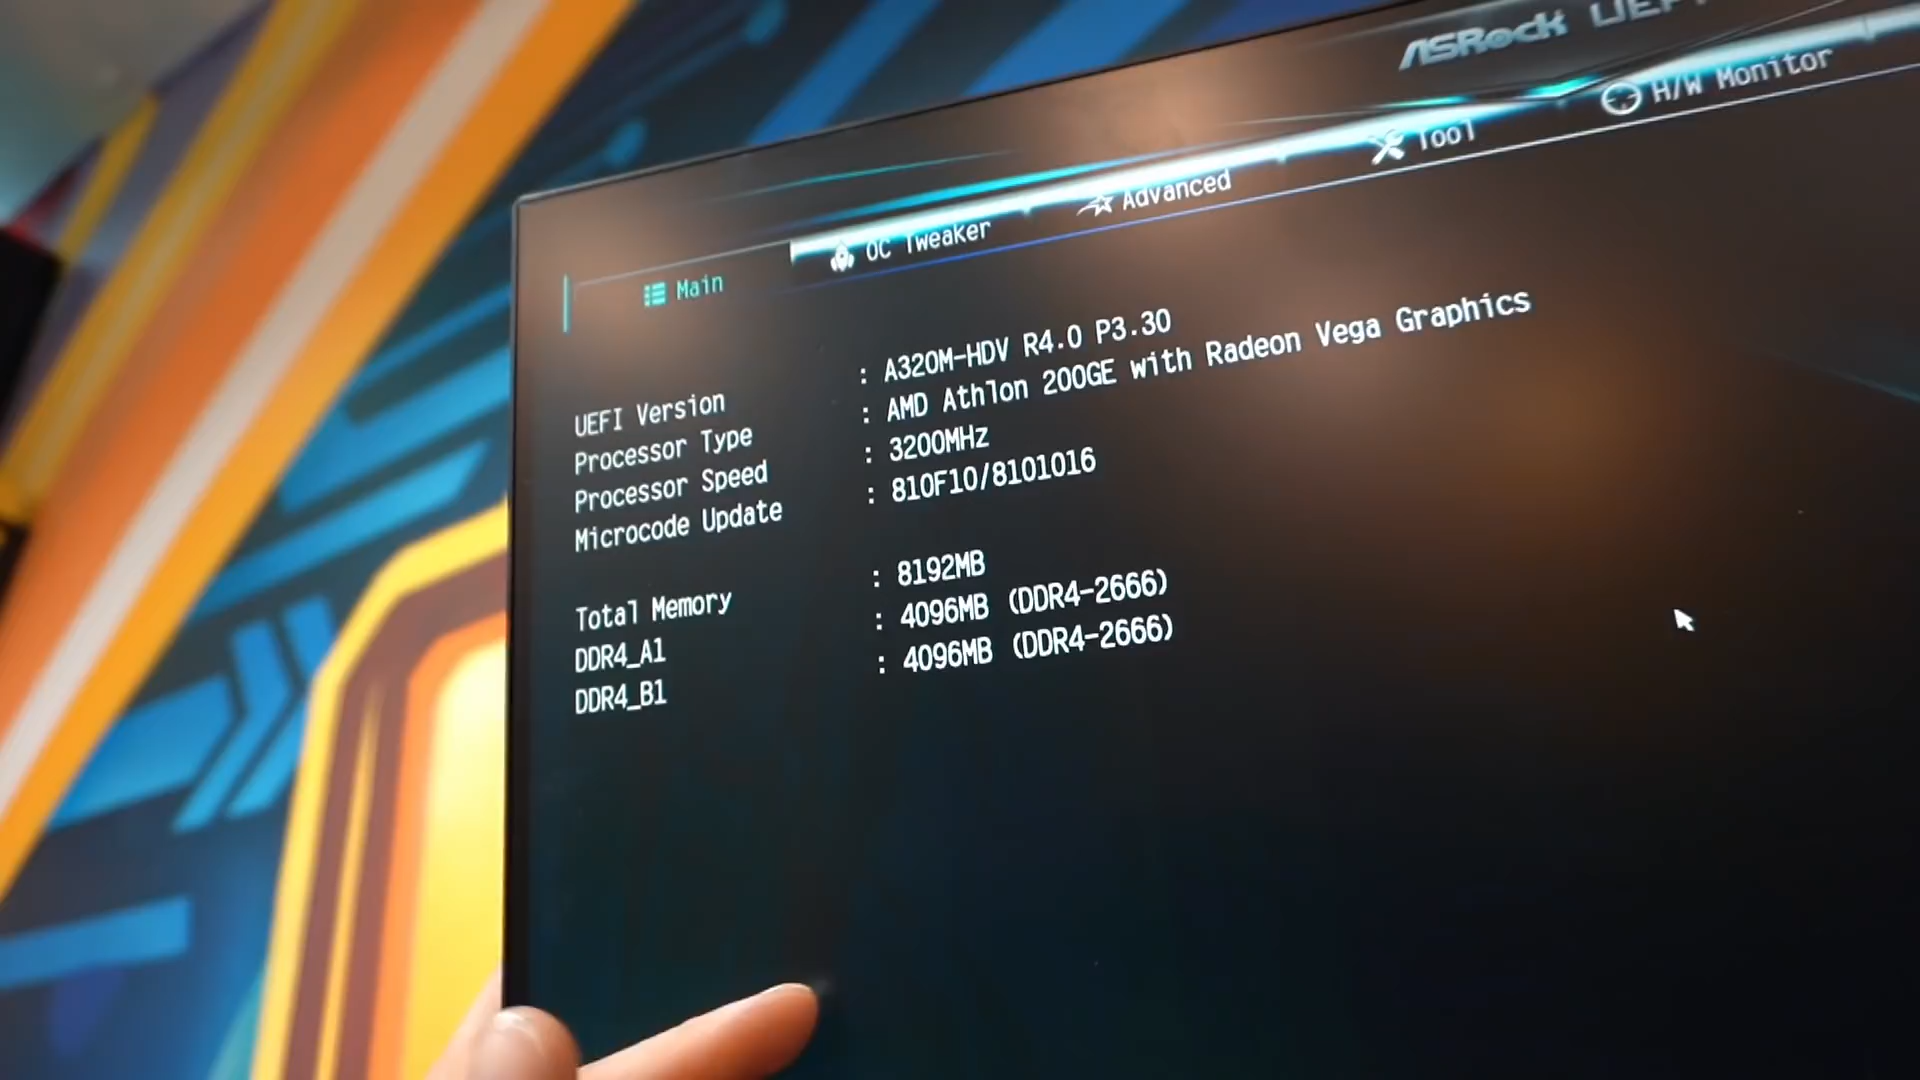 ASRock UEFI
Main
OC Tweaker
Advanced
Tool
H/W Monitor
UEFI Version : A320M-HDV R4.0 P3.30
Processor Type : AMD Athlon 200GE with Radeon Vega Graphics
Processor Speed : 3200MHz
Microcode Update : 810F10/8101016
Total Memory : 8192MB
DDR4_A1 : 4096MB (DDR4-2666)
DDR4_B1 : 4096MB (DDR4-2666)